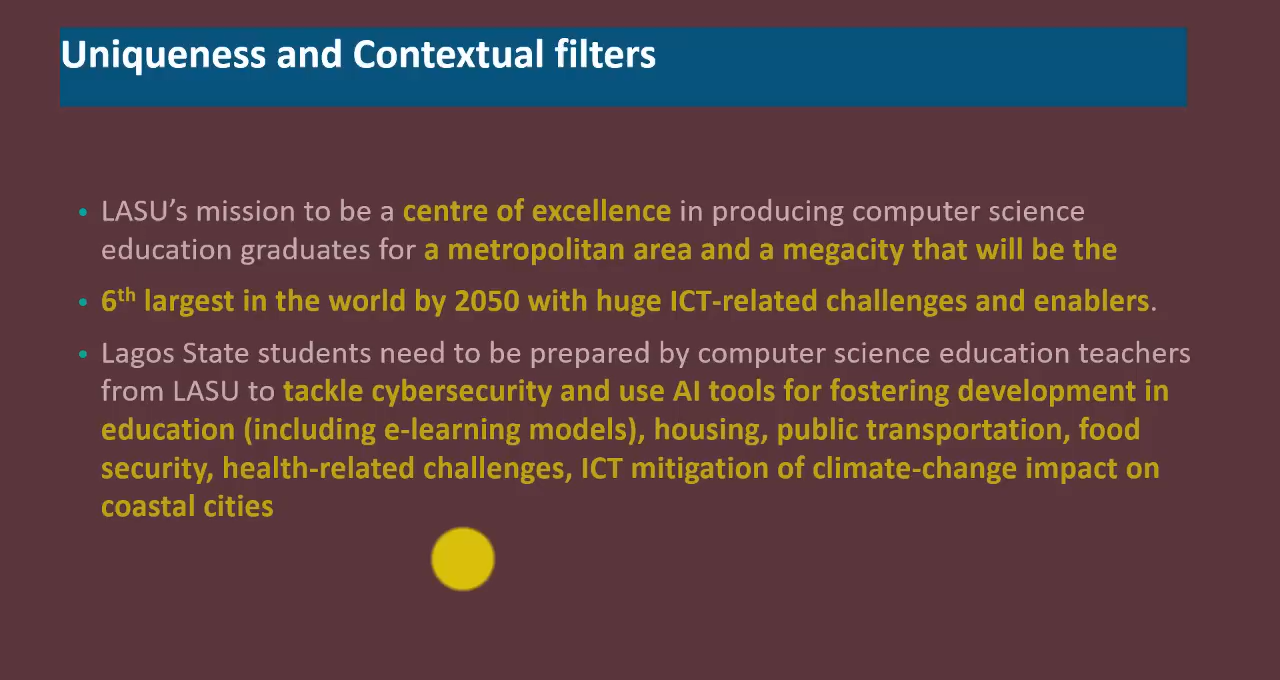 Uniqueness and Contextual filters
• LASU’s mission to be a centre of excellence in producing computer science
education graduates for a metropolitan area and a megacity that will be the
• 6th largest in the world by 2050 with huge ICT-related challenges and enablers.
• Lagos State students need to be prepared by computer science education teachers
from LASU to tackle cybersecurity and use AI tools for fostering development in
education (including e-learning models), housing, public transportation, food
security, health-related challenges, ICT mitigation of climate-change impact on
coastal cities